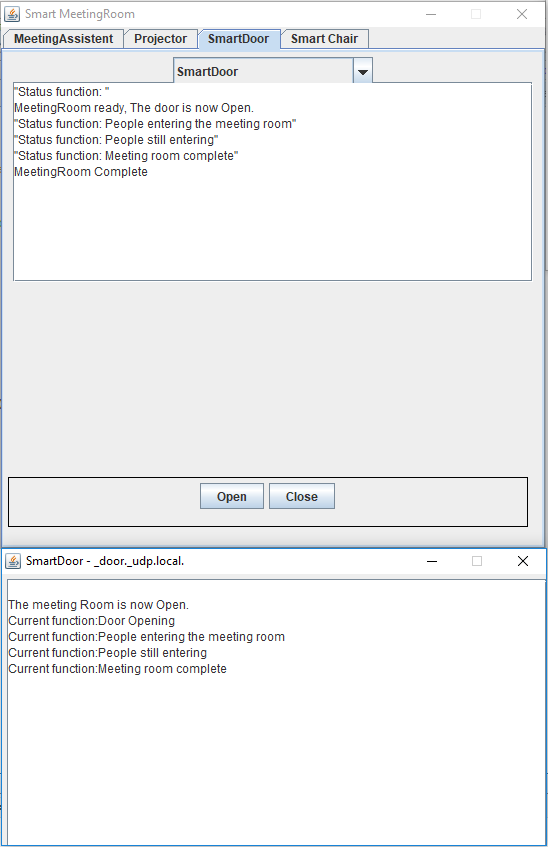 Smart MeetingRoom
MeetingAssistent Projector SmartDoor Smart Chair
SmartDoor
"Status function: "
MeetingRoom ready, The door is now Open.
"Status function: People entering the meeting room"
"Status function: People still entering"
"Status function: Meeting room complete"
MeetingRoom Complete
Open Close
SmartDoor - _door._udp.local.
The meeting Room is now Open.
Current function:Door Opening
Current function:People entering the meeting room
Current function:People still entering
Current function:Meeting room complete